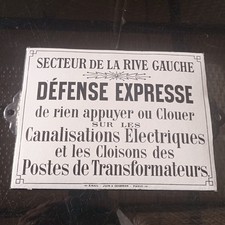 SECTEUR DE LA RIVE GAUCHE
DÉFENSE EXPRESSE
de rien appuyer ou Clouer
SUR LES
Canalisations Electriques
et les Cloisons des
Postes de Transformateurs